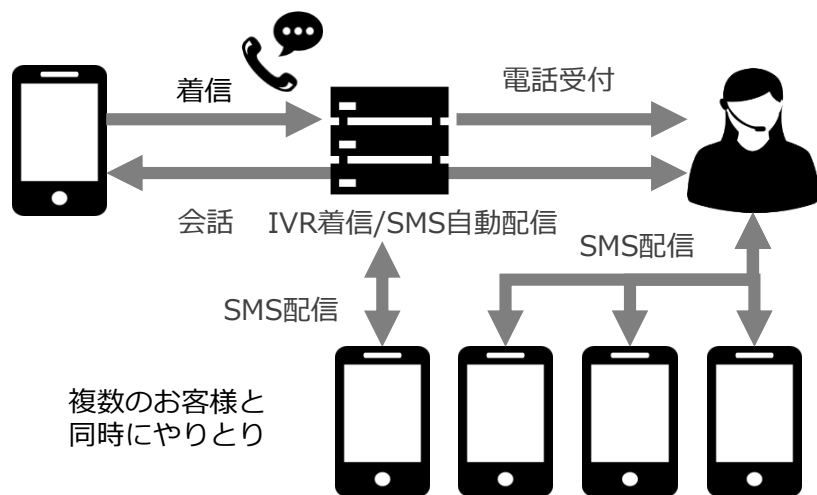 着信
電話受付
会話
IVR着信/SMS自動配信
SMS配信
SMS配信
複数のお客様と
同時にやりとり